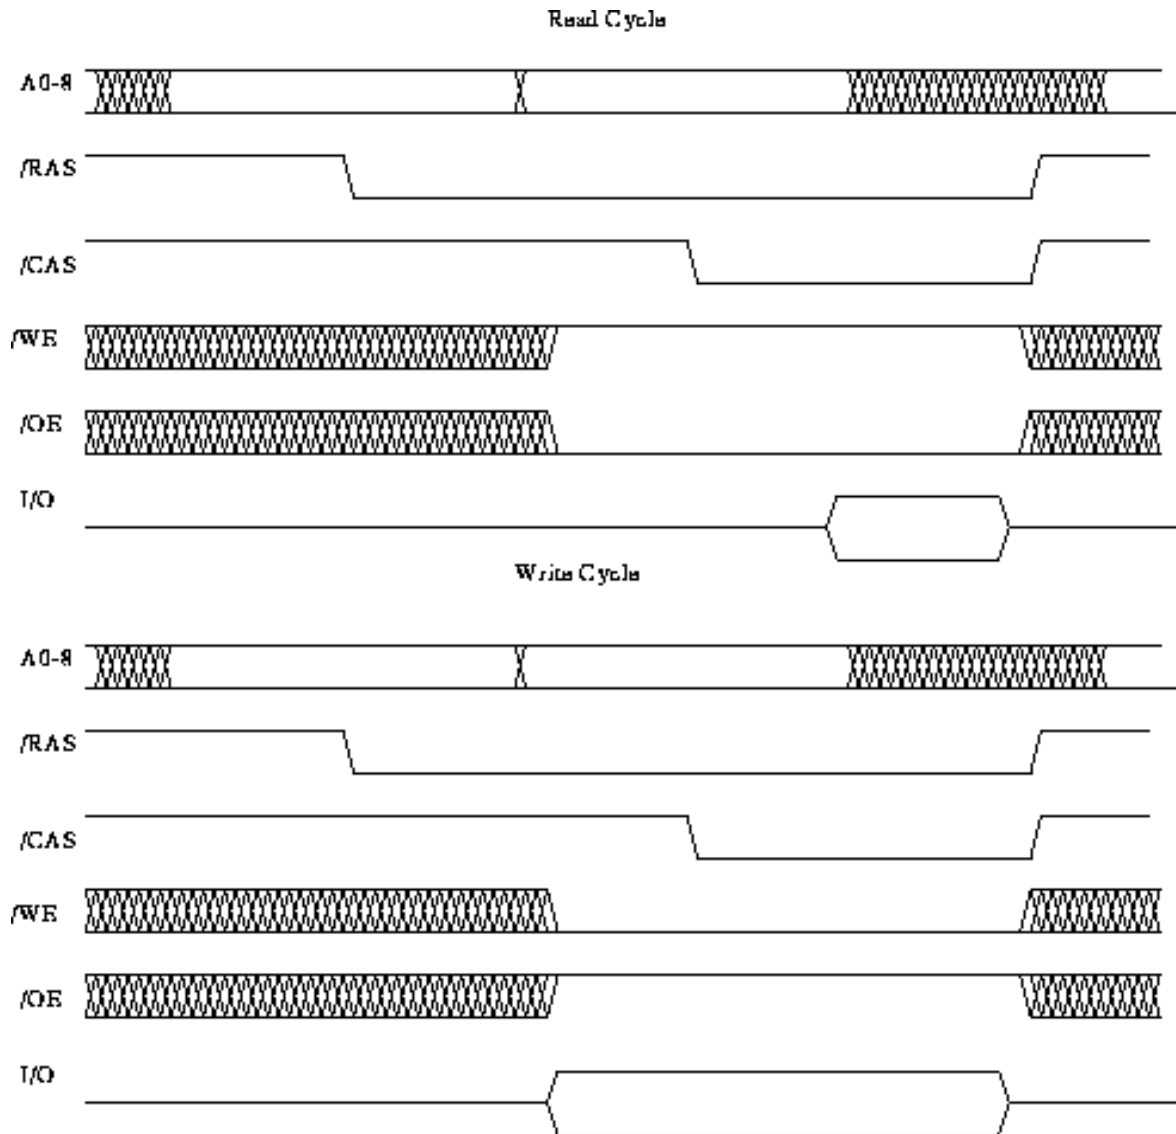 Read Cycle
A0-8
/RAS
/CAS
/WE
/OE
I/O
Write Cycle
A0-8
/RAS
/CAS
/WE
/OE
I/O